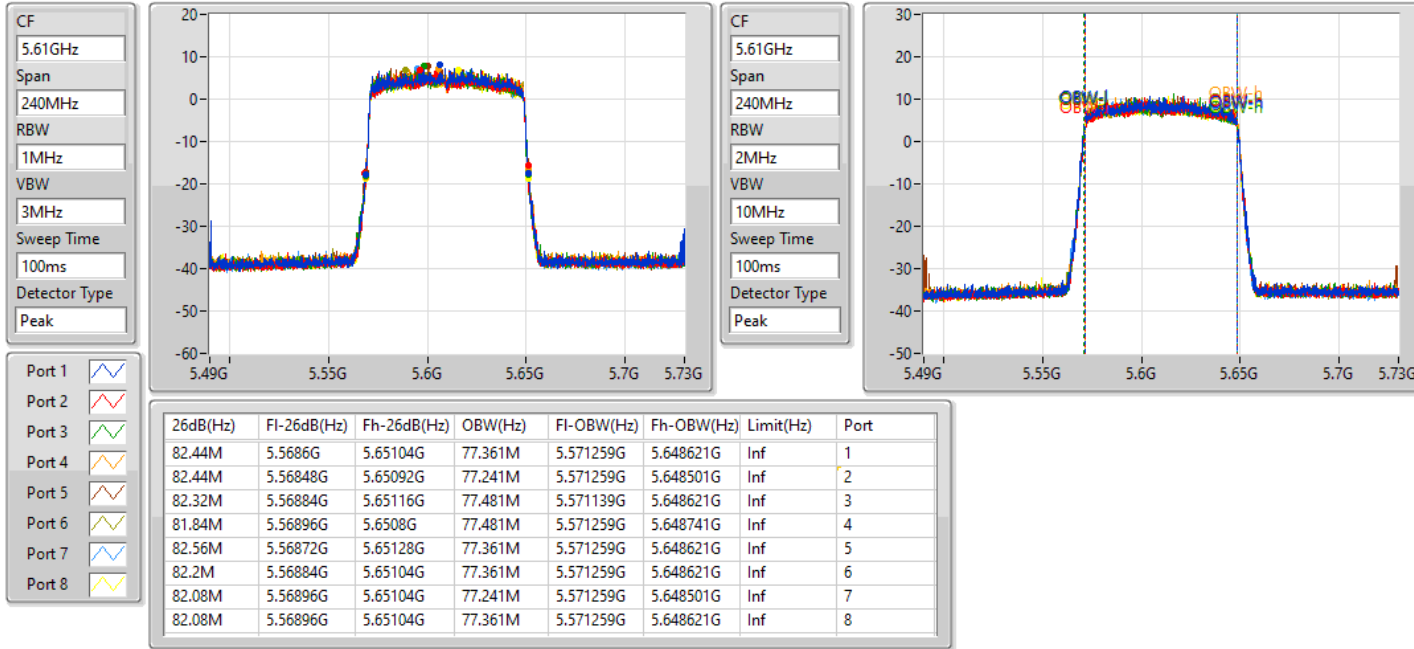 CF
5.61GHz
Span
240MHz
RBW
1MHz
VBW
3MHz
Sweep Time
100ms
Detector Type
Peak
20
10
0
-10
-20
-30
-40
-50
-60
5.49G 5.55G 5.6G 5.65G 5.7G 5.73G
CF
5.61GHz
Span
240MHz
RBW
2MHz
VBW
10MHz
Sweep Time
100ms
Detector Type
Peak
30
20
10
0
-10
-20
-30
-40
-50
OBW-l OBW-h
5.49G 5.55G 5.6G 5.65G 5.7G 5.73G
Port 1
Port 2
Port 3
Port 4
Port 5
Port 6
Port 7
Port 8
26dB(Hz) Fl-26dB(Hz) Fh-26dB(Hz) OBW(Hz) Fl-OBW(Hz) Fh-OBW(Hz) Limit(Hz) Port
82.44M 5.5686G 5.65104G 77.361M 5.571259G 5.648621G Inf 1
82.44M 5.56848G 5.65092G 77.241M 5.571259G 5.648501G Inf 2
82.32M 5.56884G 5.65116G 77.481M 5.571139G 5.648621G Inf 3
81.84M 5.56896G 5.6508G 77.481M 5.571259G 5.648741G Inf 4
82.56M 5.56872G 5.65128G 77.361M 5.571259G 5.648621G Inf 5
82.2M 5.56884G 5.65104G 77.361M 5.571259G 5.648621G Inf 6
82.08M 5.56896G 5.65104G 77.241M 5.571259G 5.648501G Inf 7
82.08M 5.56896G 5.65104G 77.361M 5.571259G 5.648621G Inf 8